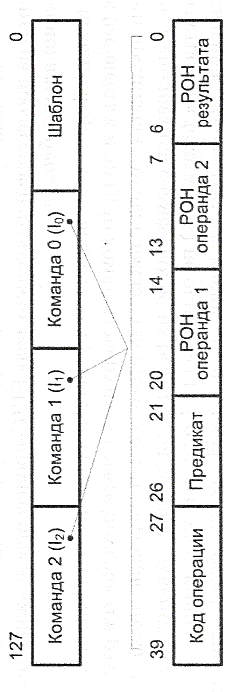 127
0
Команда 2 (I₂)
Команда 1 (I₁)
Команда 0 (I₀)
Шаблон
39
27
26
21
20
14
13
7
6
0
Код операции
Предикат
РОН
операнда 1
РОН
операнда 2
РОН
результата